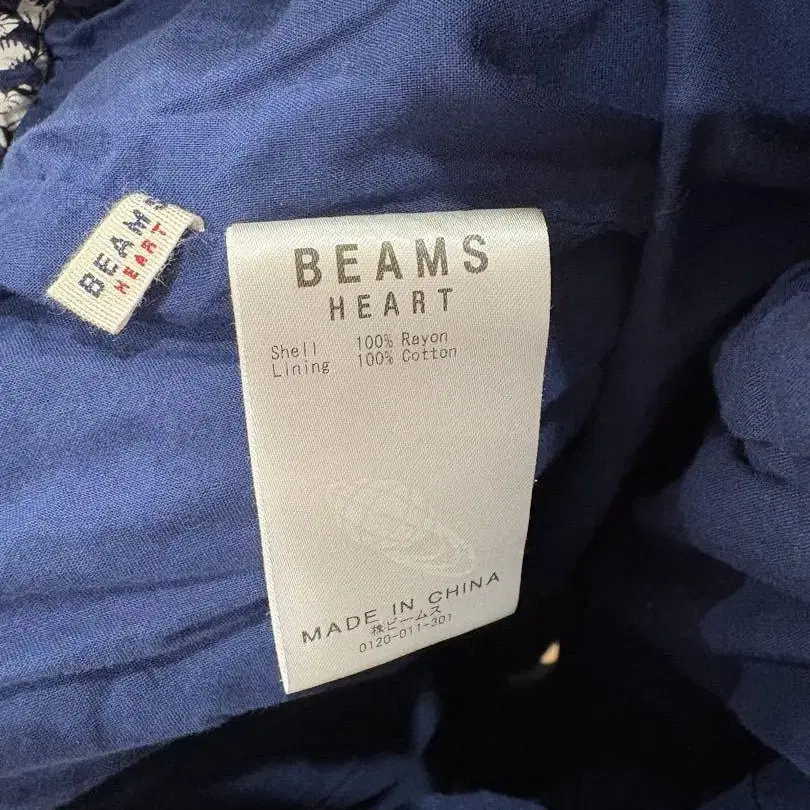 BEAMS
HEART
BEAMS
HEART
Shell 100% Rayon
Lining 100% Cotton
MADE IN CHINA
㈱ビームス
0120-011-301